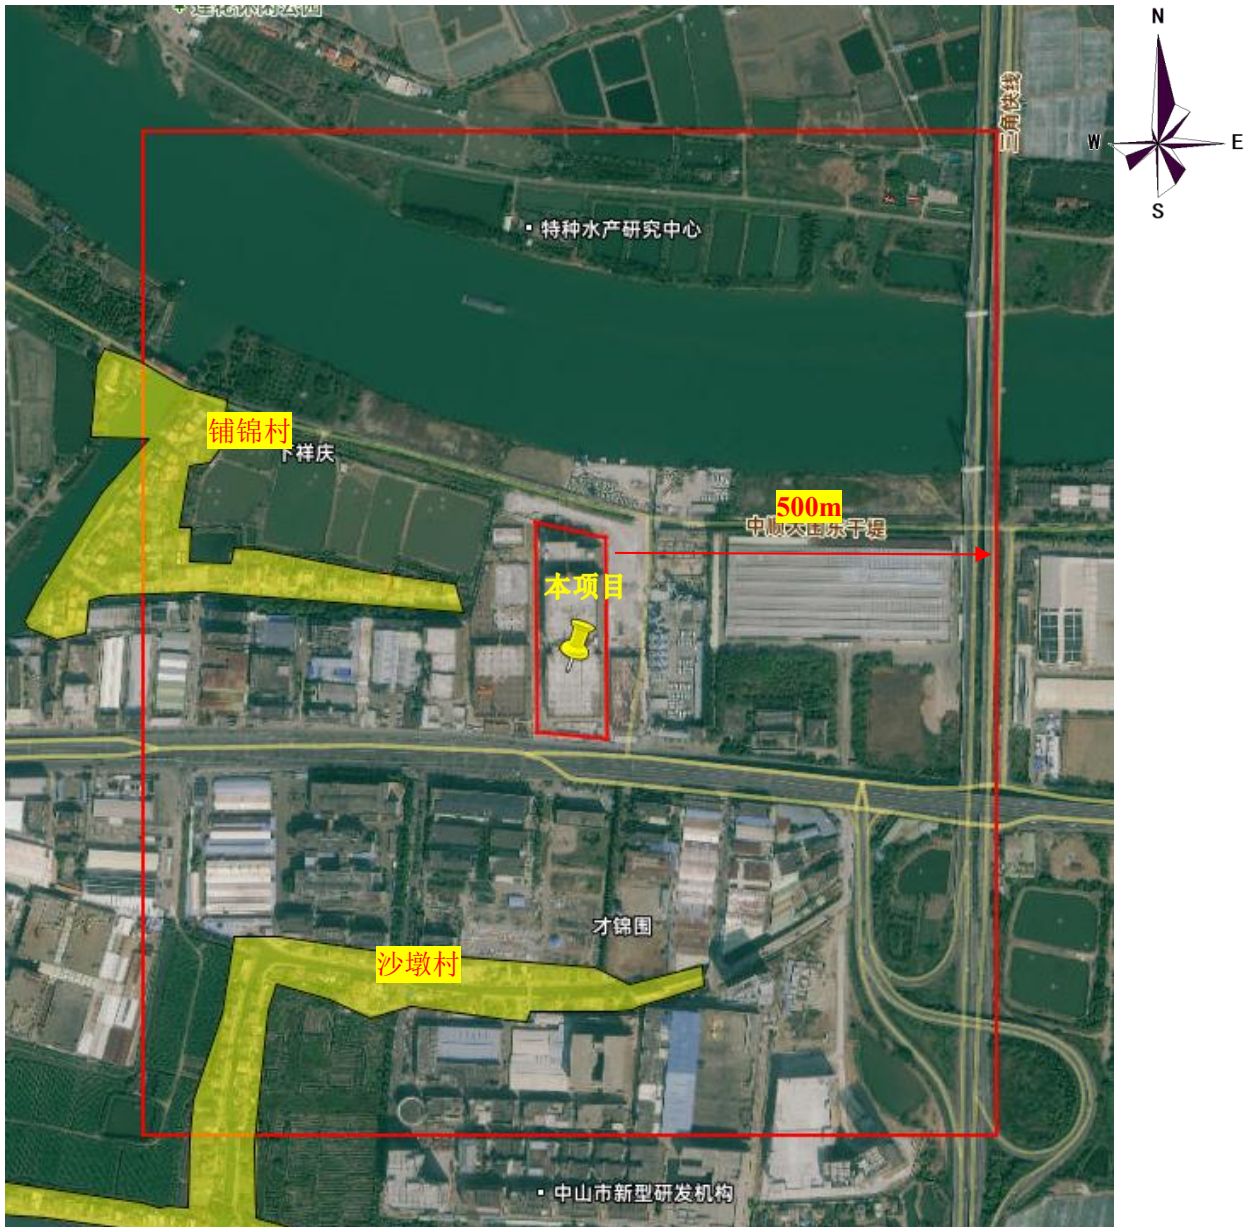 N
三角快线
W
E
S
特种水产研究中心
铺锦村
下祥庆
500m
中顺大围东干堤
本项目
才锦围
沙墩村
中山市新型研发机构